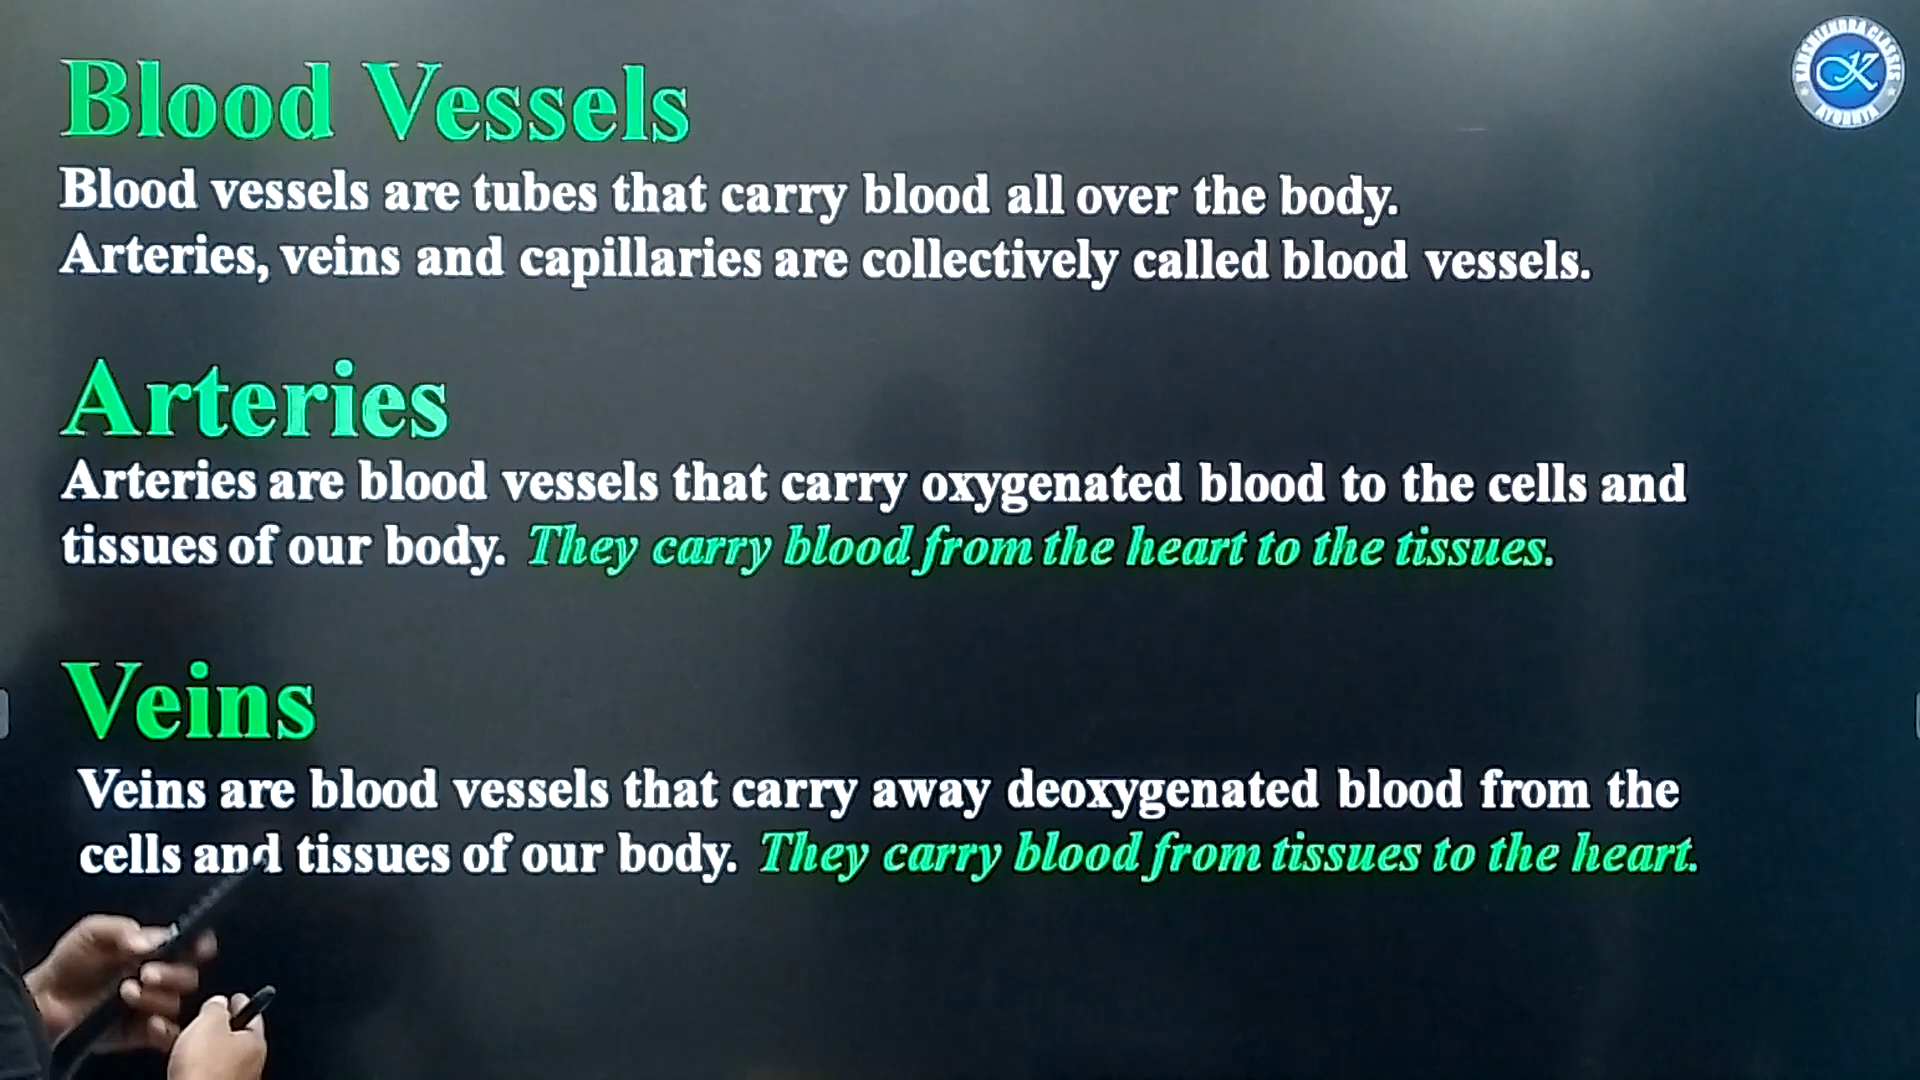 Blood Vessels
Blood vessels are tubes that carry blood all over the body.
Arteries, veins and capillaries are collectively called blood vessels.
Arteries
Arteries are blood vessels that carry oxygenated blood to the cells and
tissues of our body. They carry blood from the heart to the tissues.
Veins
Veins are blood vessels that carry away deoxygenated blood from the
cells and tissues of our body. They carry blood from tissues to the heart.